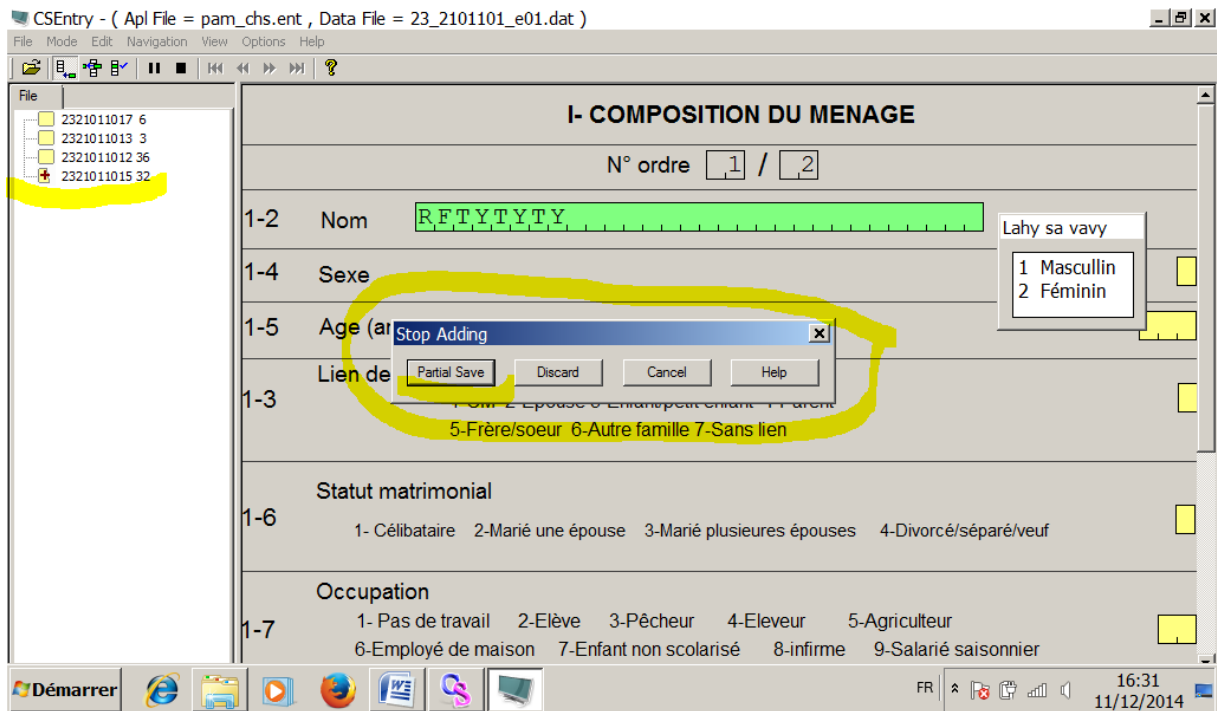 CSEntry - ( Apl File = pam_chs.ent , Data File = 23_2101101_e01.dat )
File Mode Edit Navigation View Options Help
File
2321011017 6
2321011013 3
2321011012 36
2321011015 32
I- COMPOSITION DU MENAGE
N° ordre 1 / 2
1-2 Nom RFTYTYTY
Lahy sa vavy
1 Mascullin
2 Féminin
1-4 Sexe
1-5 Age (an
Stop Adding
Partial Save Discard Cancel Help
1-3 Lien de
5-Frère/soeur 6-Autre famille 7-Sans lien
1-6 Statut matrimonial
1- Célibataire 2-Marié une épouse 3-Marié plusieures épouses 4-Divorcé/séparé/veuf
1-7 Occupation
1- Pas de travail 2-Elève 3-Pêcheur 4-Eleveur 5-Agriculteur
6-Employé de maison 7-Enfant non scolarisé 8-infirme 9-Salarié saisonnier
Démarrer
FR
16:31
11/12/2014